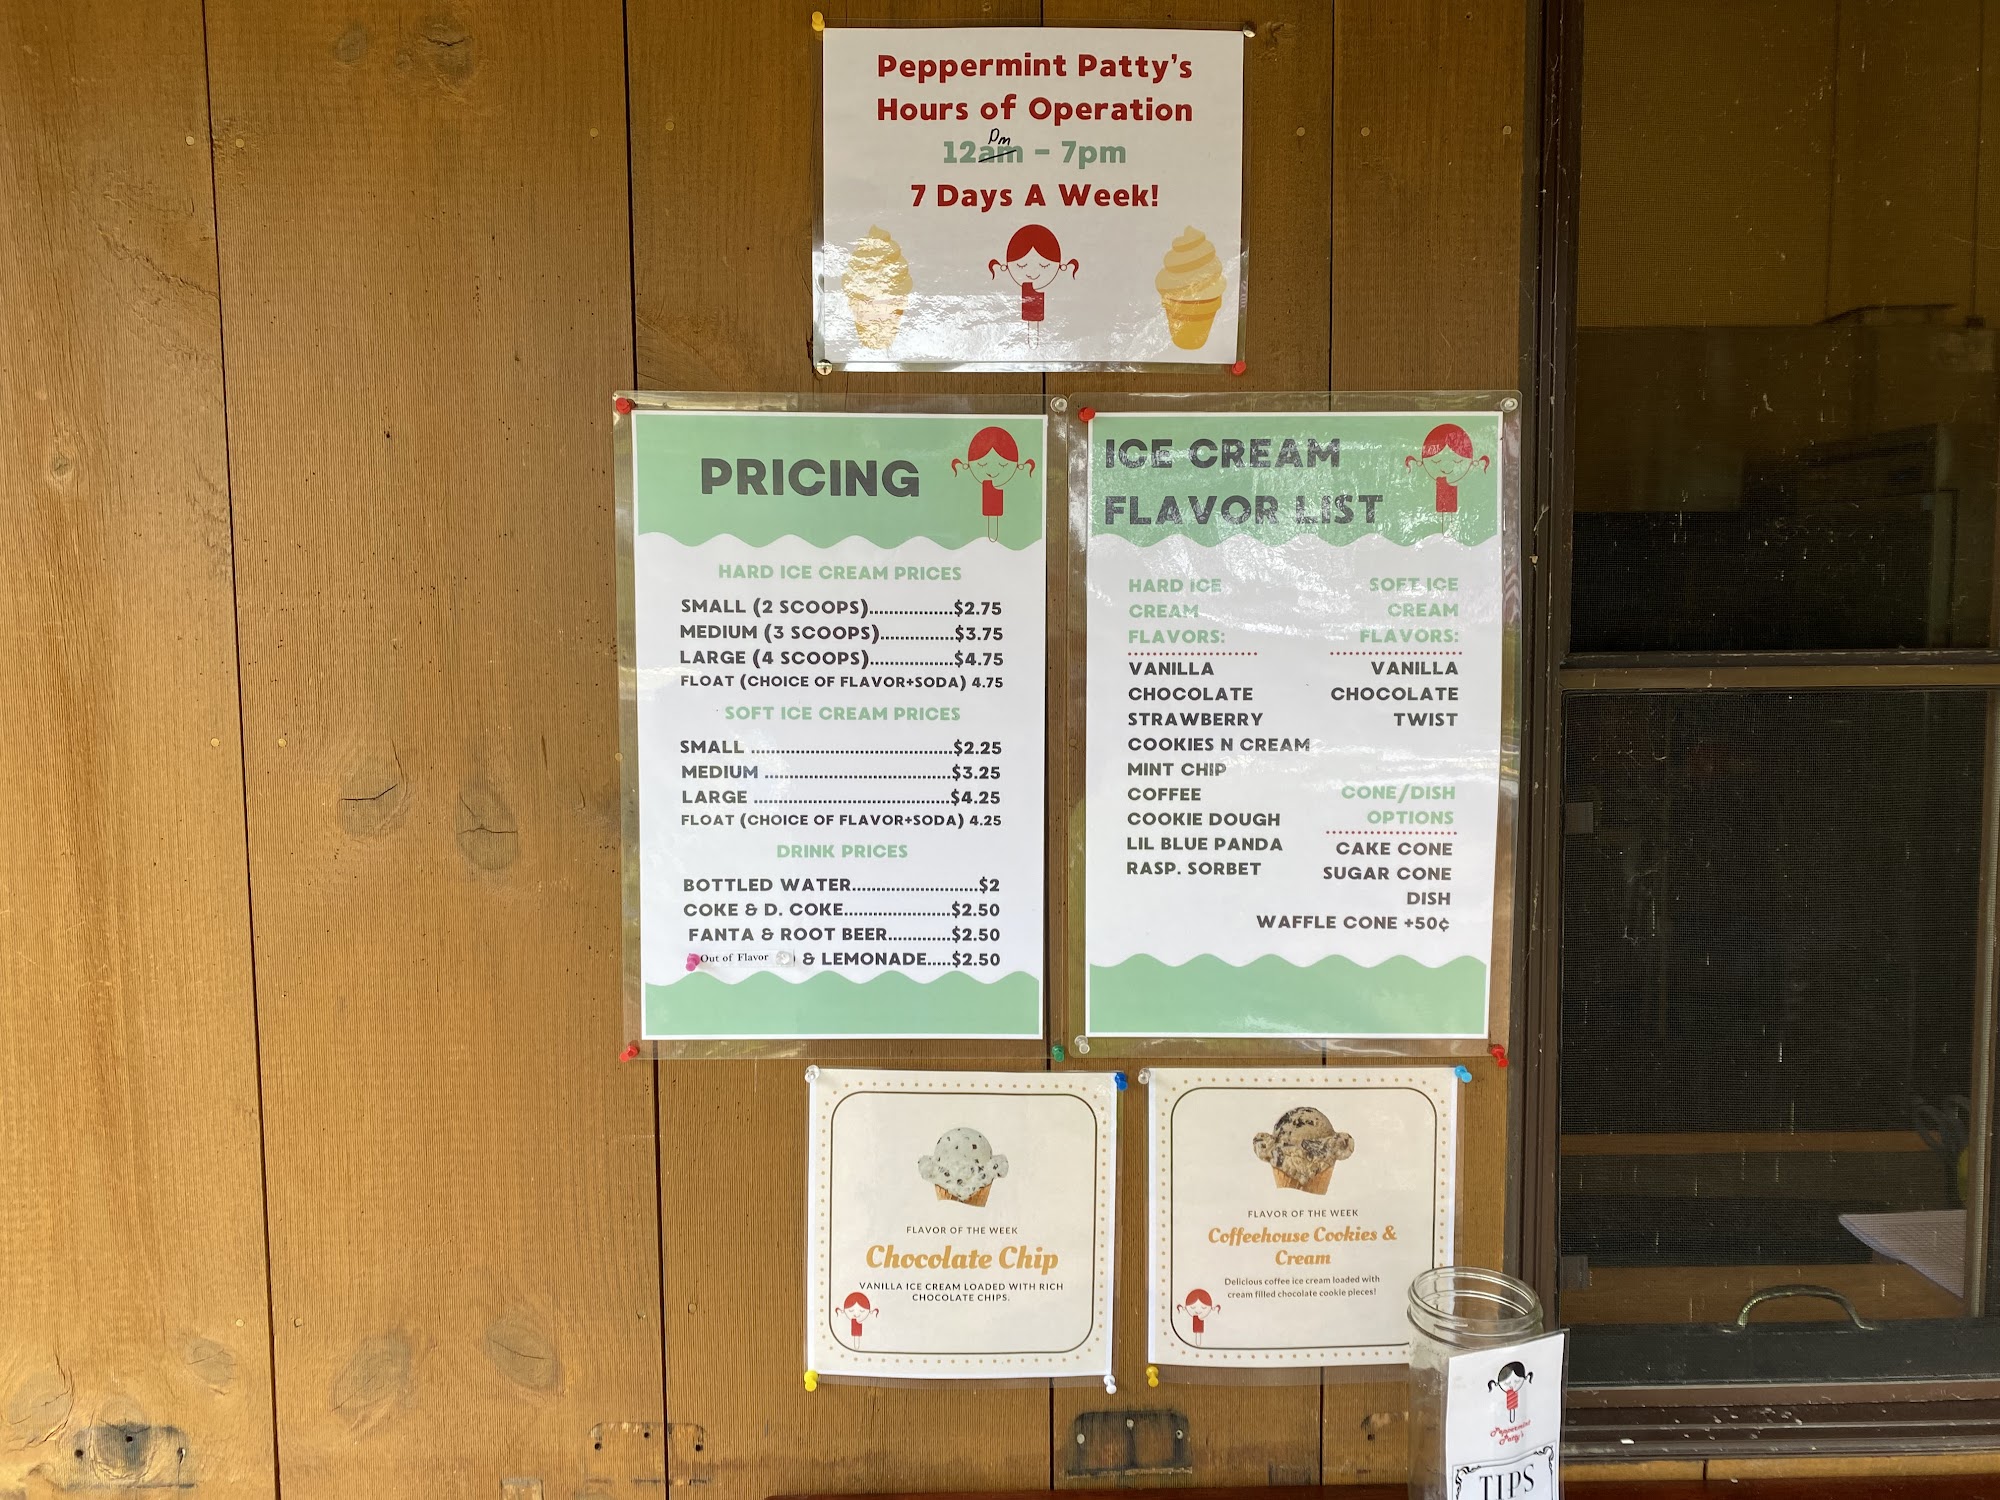 Peppermint Patty's
Hours of Operation
pm
12am – 7pm
7 Days A Week!
PRICING
HARD ICE CREAM PRICES
SMALL (2 SCOOPS).................$2.75
MEDIUM (3 SCOOPS)...............$3.75
LARGE (4 SCOOPS).................$4.75
FLOAT (CHOICE OF FLAVOR+SODA) 4.75
SOFT ICE CREAM PRICES
SMALL .........................................$2.25
MEDIUM ......................................$3.25
LARGE ........................................$4.25
FLOAT (CHOICE OF FLAVOR+SODA) 4.25
DRINK PRICES
BOTTLED WATER..........................$2
COKE & D. COKE......................$2.50
FANTA & ROOT BEER.............$2.50
Out of Flavor & LEMONADE.....$2.50
ICE CREAM
FLAVOR LIST
HARD ICE
CREAM
FLAVORS:
VANILLA
CHOCOLATE
STRAWBERRY
COOKIES N CREAM
MINT CHIP
COFFEE
COOKIE DOUGH
LIL BLUE PANDA
RASP. SORBET
SOFT ICE
CREAM
FLAVORS:
VANILLA
CHOCOLATE
TWIST
CONE/DISH
OPTIONS
CAKE CONE
SUGAR CONE
DISH
WAFFLE CONE +50¢
FLAVOR OF THE WEEK
Chocolate Chip
VANILLA ICE CREAM LOADED WITH RICH
CHOCOLATE CHIPS.
FLAVOR OF THE WEEK
Coffeehouse Cookies &
Cream
Delicious coffee ice cream loaded with
cream filled chocolate cookie pieces!
Peppermint
Patty's
TIPS